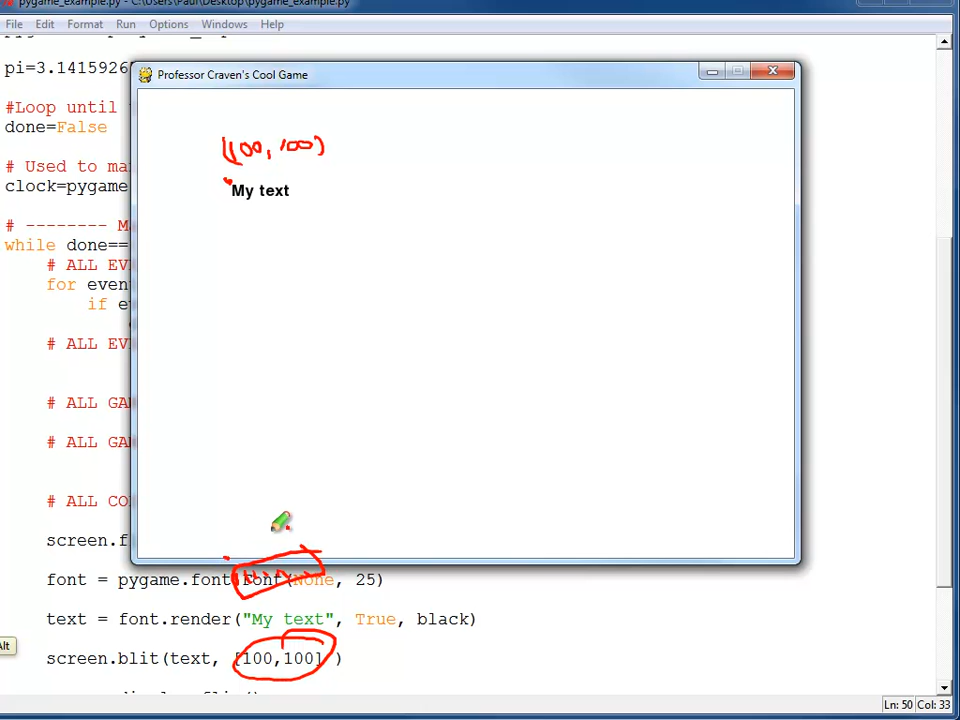 pygame_example.py - C:\Users\Paul\Desktop\pygame_example.py
File Edit Format Run Options Windows Help
pi=3.1415926
Professor Craven's Cool Game
#Loop until
done=False
(100, 100)
# Used to ma
clock=pygame
My text
# -------- M
while done==
# ALL EVE
for even
if e
# ALL EVE
# ALL GA
# ALL GA
# ALL CO
screen.f
font = pygame.font.Font(None, 25)
text = font.render("My text", True, black)
Alt
screen.blit(text, [100,100] )
Ln: 50 Col: 33